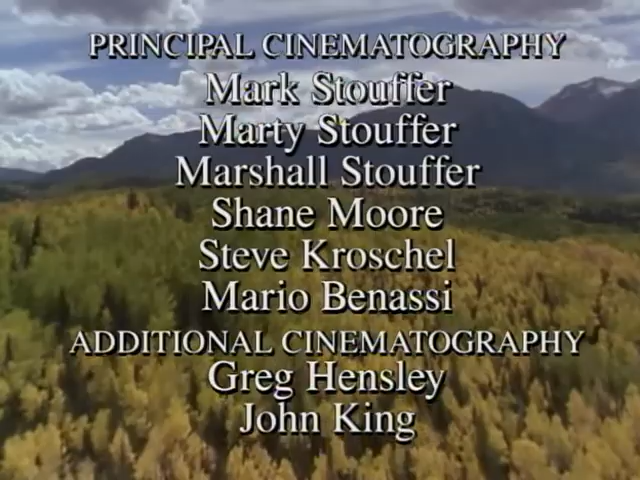 PRINCIPAL CINEMATOGRAPHY
Mark Stouffer
Marty Stouffer
Marshall Stouffer
Shane Moore
Steve Kroschel
Mario Benassi
ADDITIONAL CINEMATOGRAPHY
Greg Hensley
John King